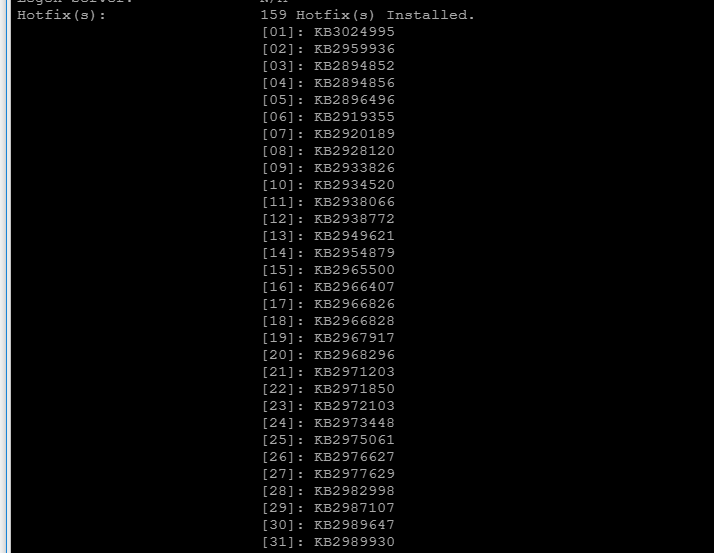 Hotfix(s): 159 Hotfix(s) Installed.
[01]: KB3024995
[02]: KB2959936
[03]: KB2894852
[04]: KB2894856
[05]: KB2896496
[06]: KB2919355
[07]: KB2920189
[08]: KB2928120
[09]: KB2933826
[10]: KB2934520
[11]: KB2938066
[12]: KB2938772
[13]: KB2949621
[14]: KB2954879
[15]: KB2965500
[16]: KB2966407
[17]: KB2966826
[18]: KB2966828
[19]: KB2967917
[20]: KB2968296
[21]: KB2971203
[22]: KB2971850
[23]: KB2972103
[24]: KB2973448
[25]: KB2975061
[26]: KB2976627
[27]: KB2977629
[28]: KB2982998
[29]: KB2987107
[30]: KB2989647
[31]: KB2989930